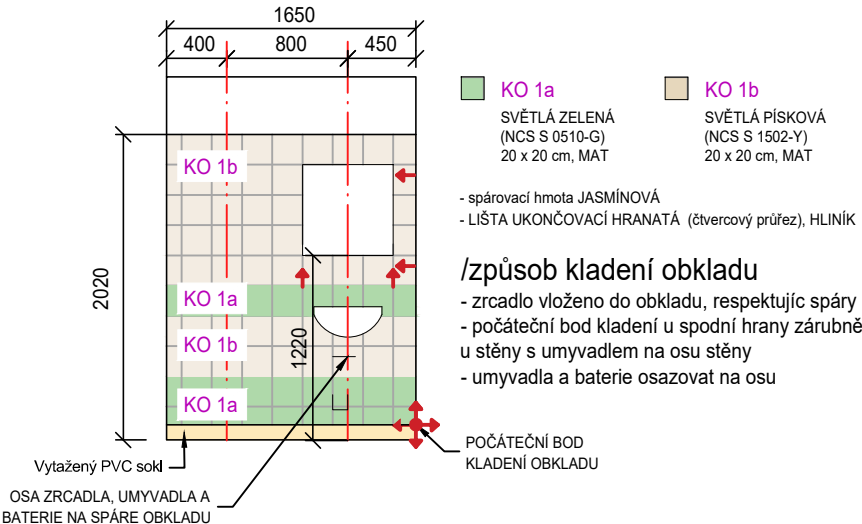 1650
400
800
450
KO 1a
SVĚTLÁ ZELENÁ
(NCS S 0510-G)
20 x 20 cm, MAT
KO 1b
SVĚTLÁ PÍSKOVÁ
(NCS S 1502-Y)
20 x 20 cm, MAT
- spárovací hmota JASMÍNOVÁ
- LIŠTA UKONČOVACÍ HRANATÁ (čtvercový průřez), HLINÍK
/způsob kladení obkladu
- zrcadlo vloženo do obkladu, respektujíc spáry
- počáteční bod kladení u spodní hrany zárubně
u stěny s umyvadlem na osu stěny
- umyvadla a baterie osazovat na osu
2020
KO 1b
KO 1a
KO 1b
KO 1a
1220
POČÁTEČNÍ BOD
KLADENÍ OBKLADU
Vytažený PVC sokl
OSA ZRCADLA, UMYVADLA A
BATERIE NA SPÁRE OBKLADU